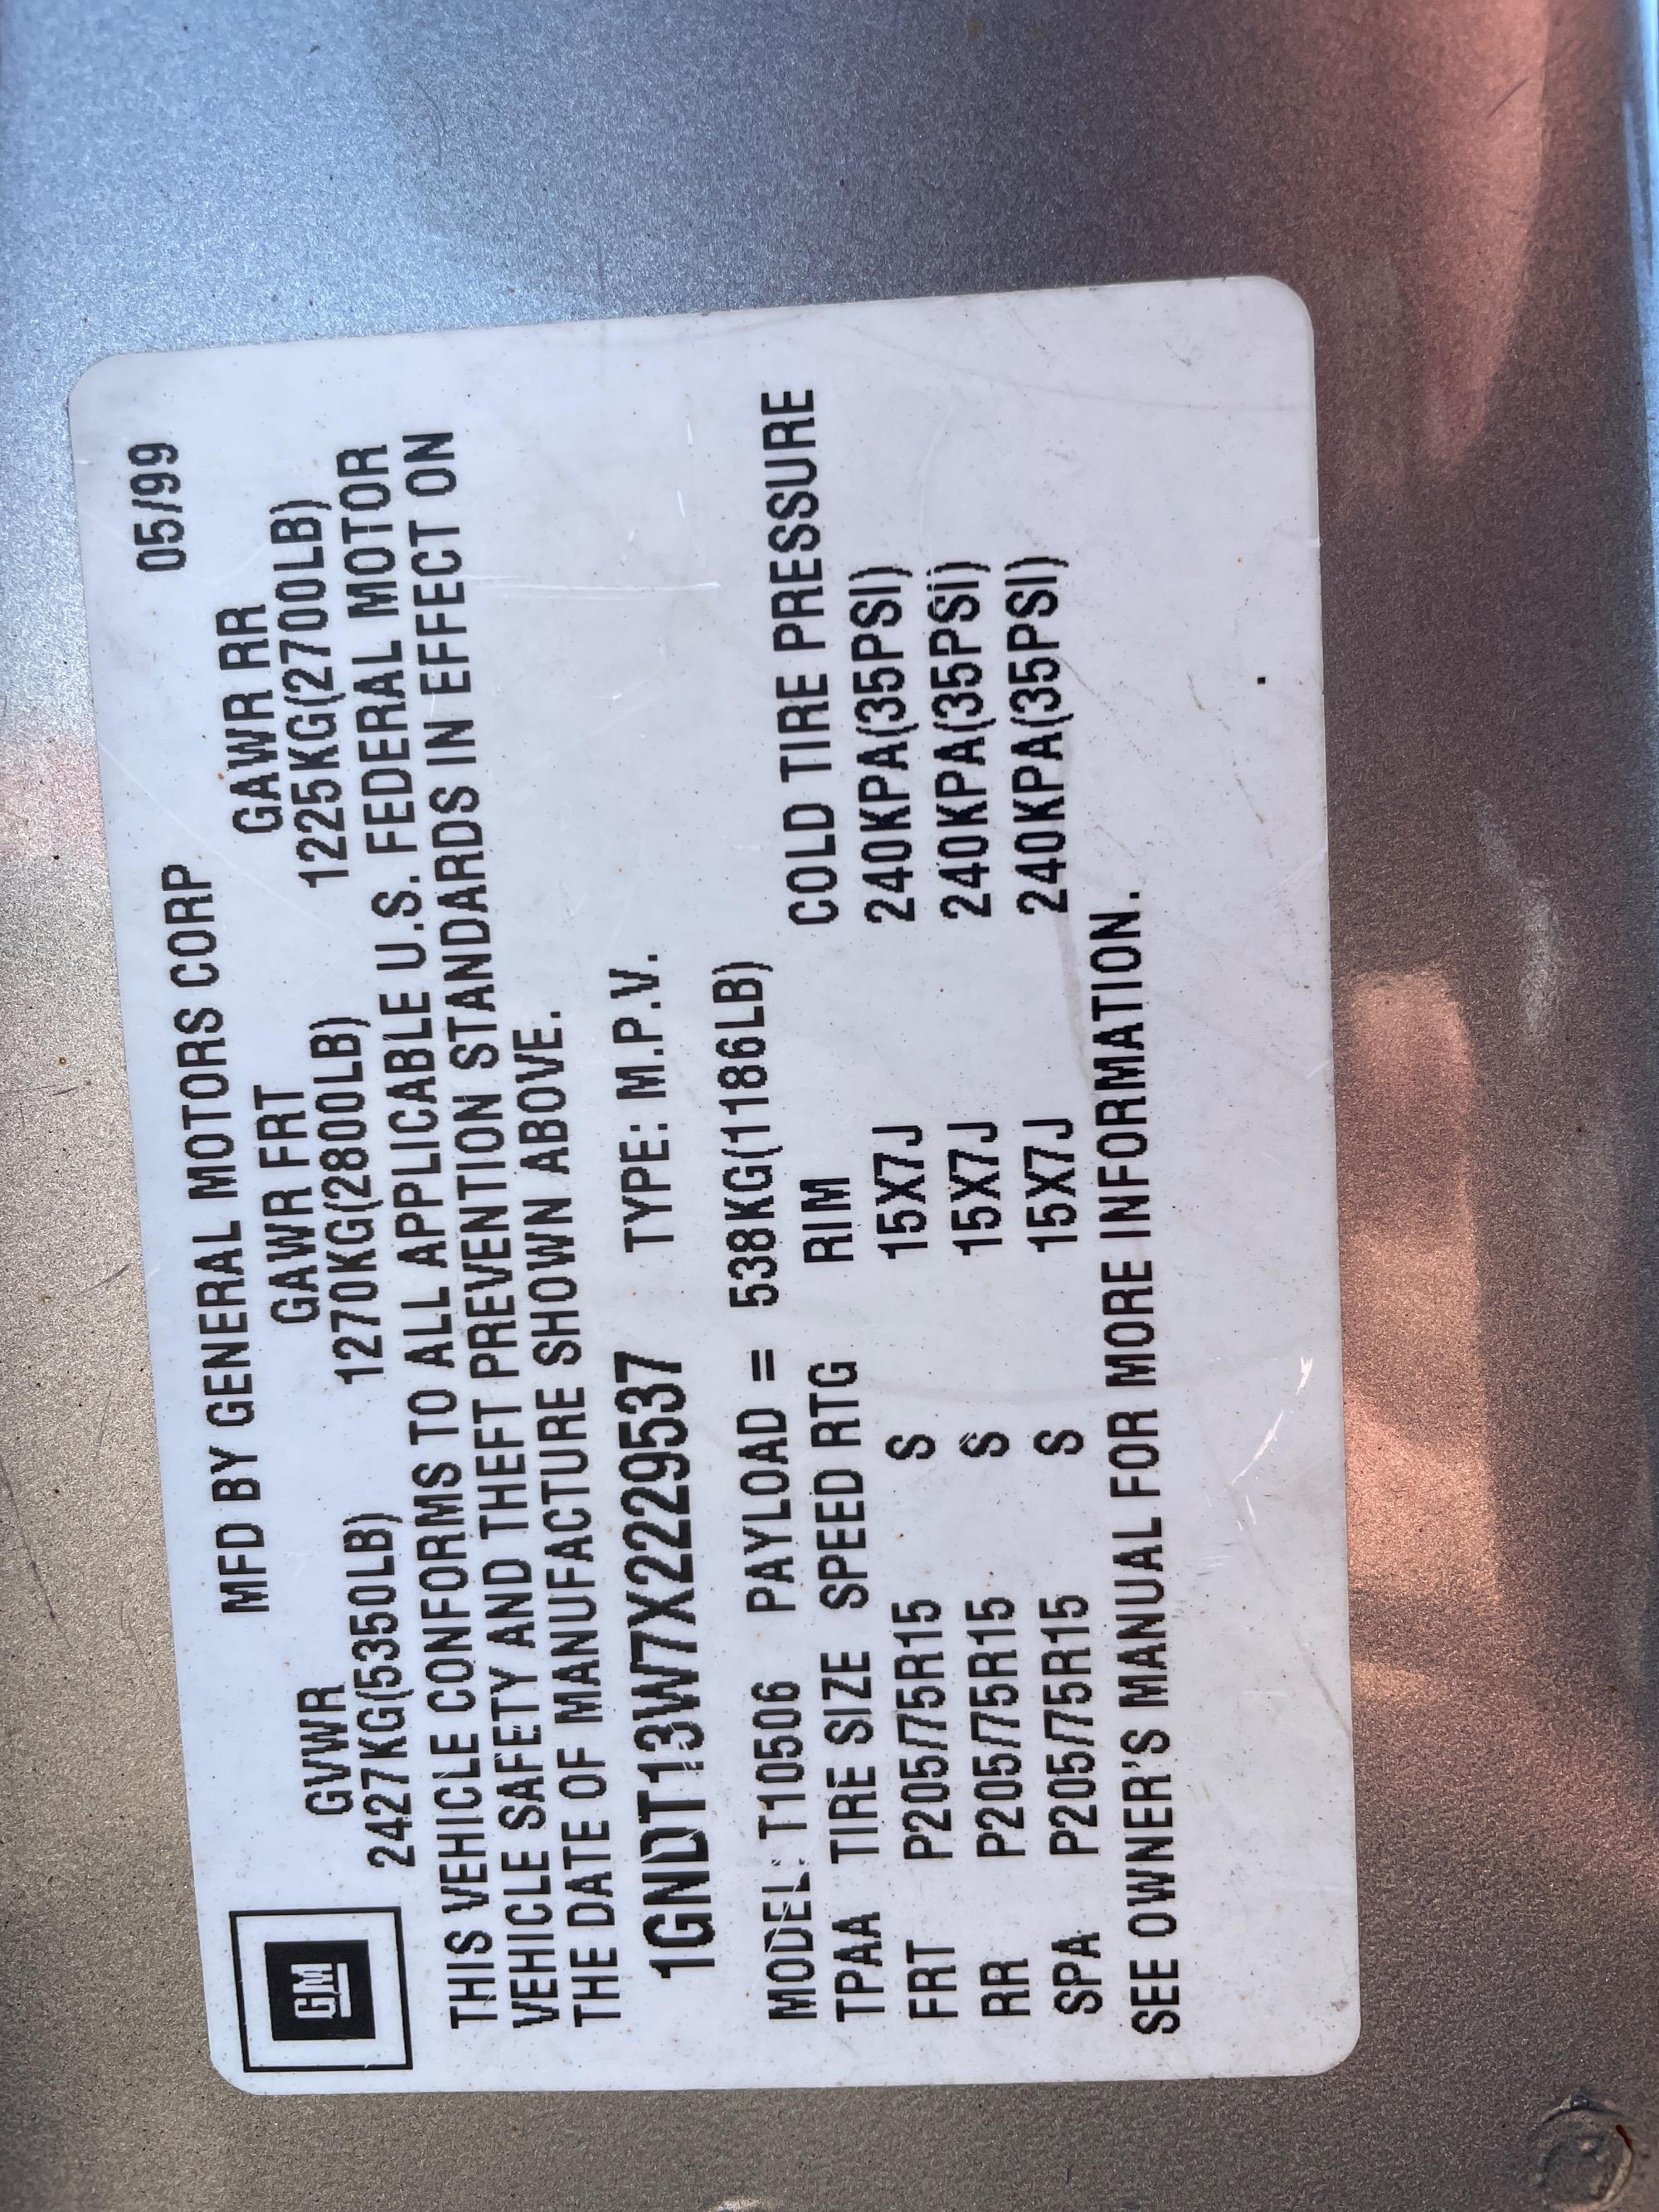 GM
MFD BY GENERAL MOTORS CORP 05/99
GVWR GAWR FRT GAWR RR
2427KG(5350LB) 1270KG(2800LB) 1225KG(2700LB)
THIS VEHICLE CONFORMS TO ALL APPLICABLE U.S. FEDERAL MOTOR
VEHICLE SAFETY AND THEFT PREVENTION STANDARDS IN EFFECT ON
THE DATE OF MANUFACTURE SHOWN ABOVE.
1GNDT13W7X2229537 TYPE: M.P.V.
MODEL: T10506 PAYLOAD = 538KG(1186LB)
TPAA TIRE SIZE SPEED RTG RIM COLD TIRE PRESSURE
FRT P205/75R15 S 15X7J 240KPA(35PSI)
RR P205/75R15 S 15X7J 240KPA(35PSI)
SPA P205/75R15 S 15X7J 240KPA(35PSI)
SEE OWNER'S MANUAL FOR MORE INFORMATION.